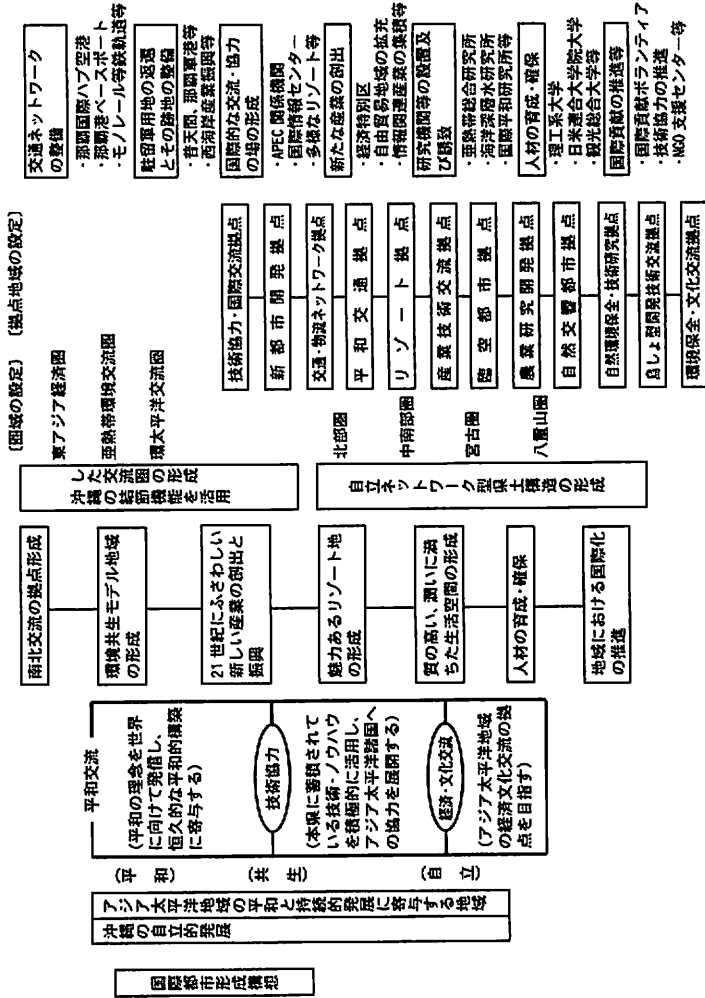 国際都市形成構想
沖縄の自立的発展
アジア太平洋地域の平和と持続的発展に寄与する地域
(平和)
平和交流
(平和の理念を世界
に向けて発信し、
恒久的な平和的構築
に寄与する)
(共生)
技術協力
(本県に蓄積されて
いる技術・ノウハウ
を積極的に活用し、
アジア太平洋諸国へ
の協力を展開する)
(自立)
経済・文化交流
(アジア太平洋地域
の経済文化交流の拠
点を目指す)
南北交流の拠点形成
環境共生モデル地域
の形成
21世紀にふさわしい
新しい産業の創出と
振興
魅力あるリゾート地
の形成
質の高い、潤いに満
ちた生活空間の形成
人材の育成・確保
地域における国際化
の推進
沖縄の結節機能を活用
した交流圏の形成
自立ネットワーク型県土構造の形成
〔圏域の設定〕
東アジア経済圏
亜熱帯環境交流圏
環太平洋交流圏
北部圏
中南部圏
宮古圏
八重山圏
〔拠点地域の設定〕
技術協力・国際交流拠点
新都市開発拠点
交通・物流ネットワーク拠点
平和交通拠点
リゾート拠点
産業技術交流拠点
臨空都市拠点
農業研究開発拠点
自然交響都市拠点
自然環境保全・技術研究拠点
島しょ型開発技術交流拠点
環境保全・文化交流拠点
交通ネットワーク
の整備
・那覇国際ハブ空港
・那覇港ベースポート
・モノレール等鉄軌道等
駐留軍用地の返還
とその跡地の整備
・普天間、那覇軍港等
・西海岸産業振興等
国際的な交流・協力
の場の形成
・APEC関係機関
・国際情報センター
・多様なリゾート等
新たな産業の創出
・経済特別区
・自由貿易地域の拡充
・情報関連産業の集積等
研究機関等の設置及
び誘致
・亜熱帯総合研究所
・海洋深層水研究所
・国際平和研究所等
人材の育成・確保
・理工系大学
・日米連合大学院大学
・観光総合大学等
国際貢献の推進等
・国際貢献ボランティア
・技術協力の推進
・NGO支援センター等